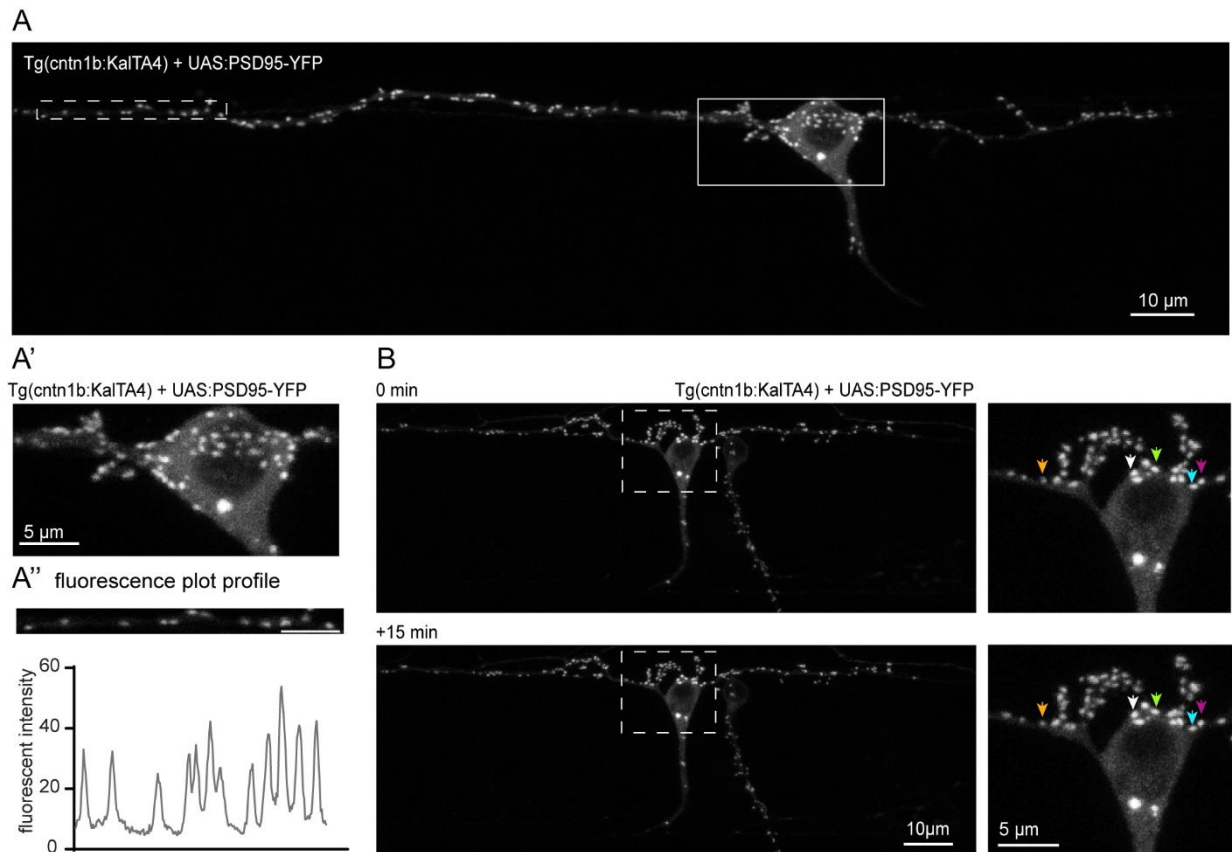 A
Tg(cntn1b:KalTA4) + UAS:PSD95-YFP
10 µm
A'
Tg(cntn1b:KalTA4) + UAS:PSD95-YFP
5 µm
A" fluorescence plot profile
fluorescent intensity
60
40
20
0
B
0 min Tg(cntn1b:KalTA4) + UAS:PSD95-YFP
+15 min
10µm
5 µm